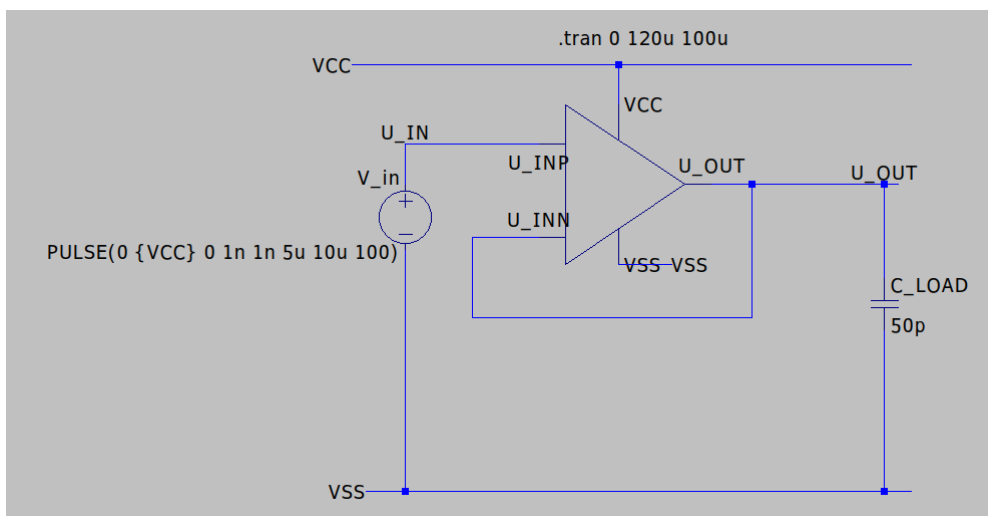 .tran 0 120u 100u
VCC
VCC
U_IN
U_INP
U_OUT
U_OUT
V_in
U_INN
PULSE(0 {VCC} 0 1n 1n 5u 10u 100)
VSS VSS
C_LOAD
50p
VSS